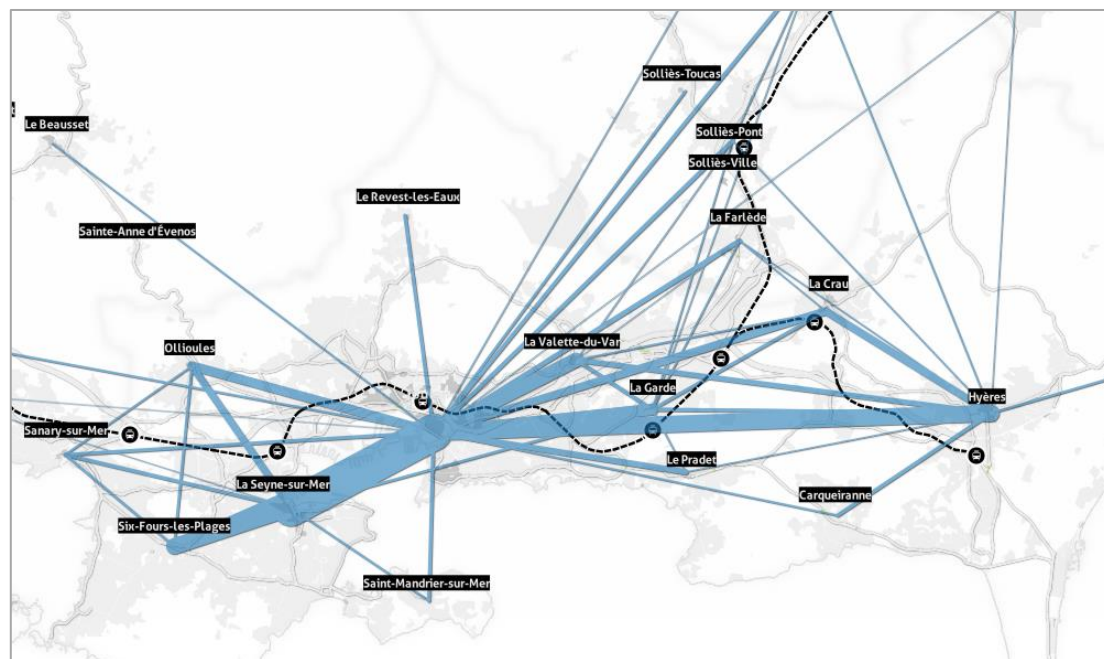 Solliès-Toucas
Le Beausset
Solliès-Pont
Solliès-Ville
Le Revest-les-Eaux
La Farlède
Sainte-Anne d'Évenos
La Crau
La Valette-du-Var
Ollioules
La Garde
Hyères
Sanary-sur-Mer
Le Pradet
La Seyne-sur-Mer
Carqueiranne
Six-Fours-les-Plages
Saint-Mandrier-sur-Mer